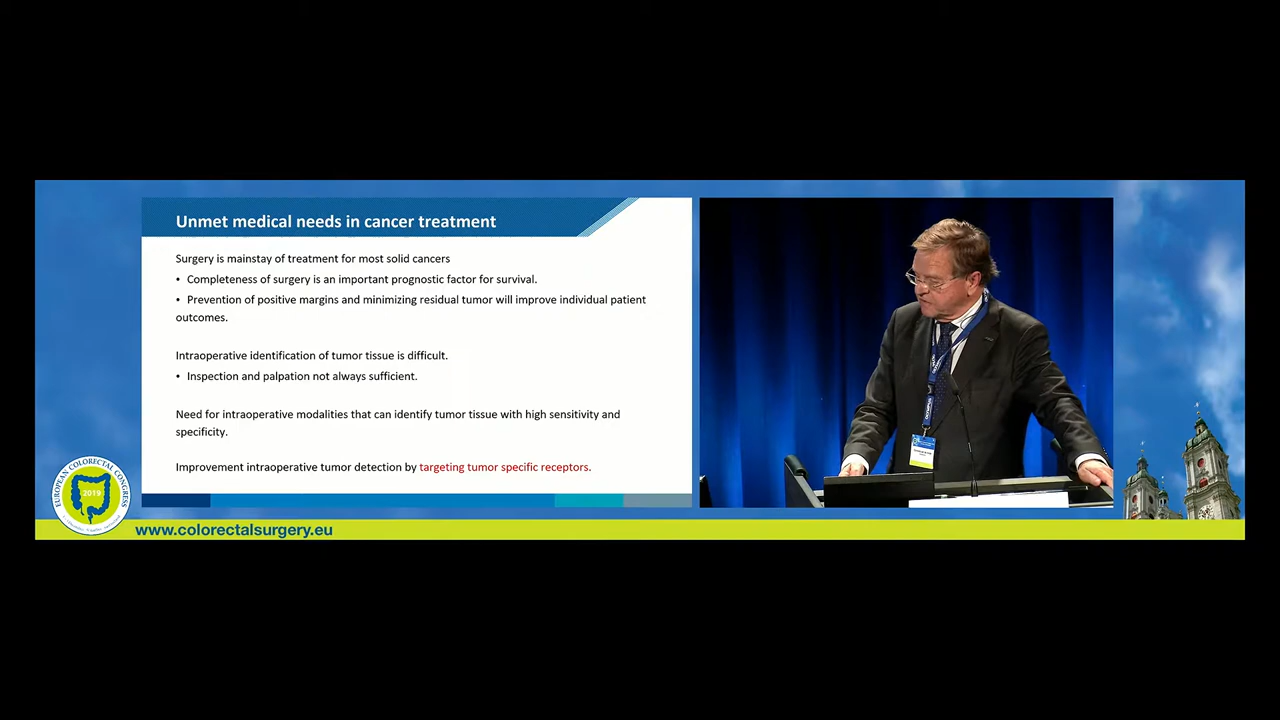 Unmet medical needs in cancer treatment
Surgery is mainstay of treatment for most solid cancers
• Completeness of surgery is an important prognostic factor for survival.
• Prevention of positive margins and minimizing residual tumor will improve individual patient
outcomes.
Intraoperative identification of tumor tissue is difficult.
• Inspection and palpation not always sufficient.
Need for intraoperative modalities that can identify tumor tissue with high sensitivity and
specificity.
Improvement intraoperative tumor detection by targeting tumor specific receptors.
EUROPEAN COLORECTAL CONGRESS
2019
www.colorectalsurgery.eu